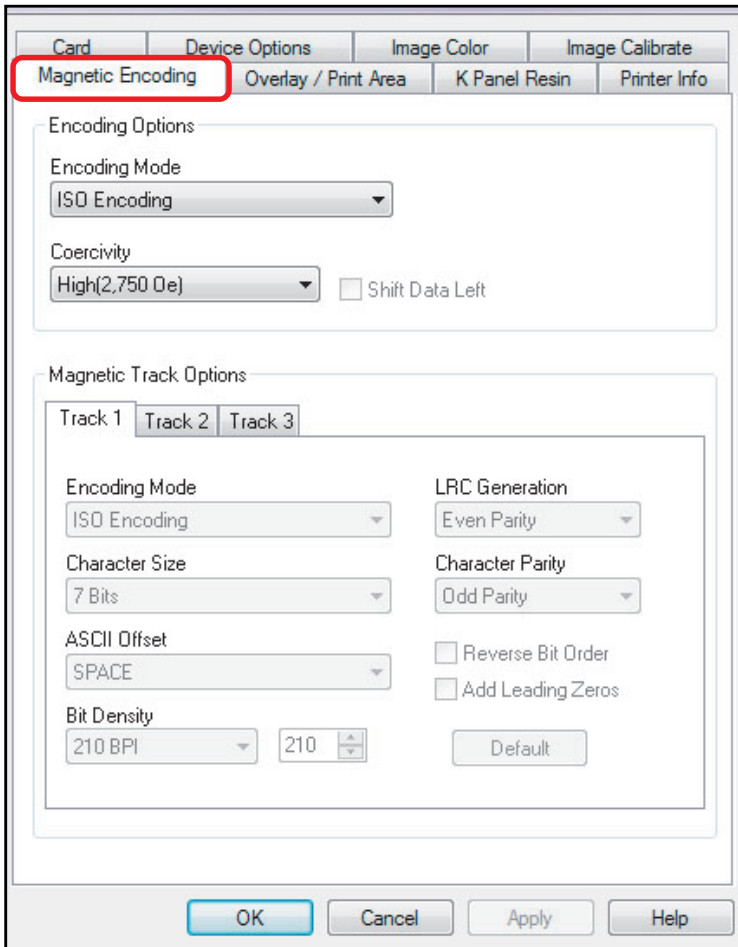 Card Device Options Image Color Image Calibrate
Magnetic Encoding Overlay / Print Area K Panel Resin Printer Info
Encoding Options
Encoding Mode
ISO Encoding
Coercivity
High(2,750 Oe) Shift Data Left
Magnetic Track Options
Track 1 Track 2 Track 3
Encoding Mode LRC Generation
ISO Encoding Even Parity
Character Size Character Parity
7 Bits Odd Parity
ASCII Offset
SPACE Reverse Bit Order
Add Leading Zeros
Bit Density
210 BPI 210 Default
OK Cancel Apply Help